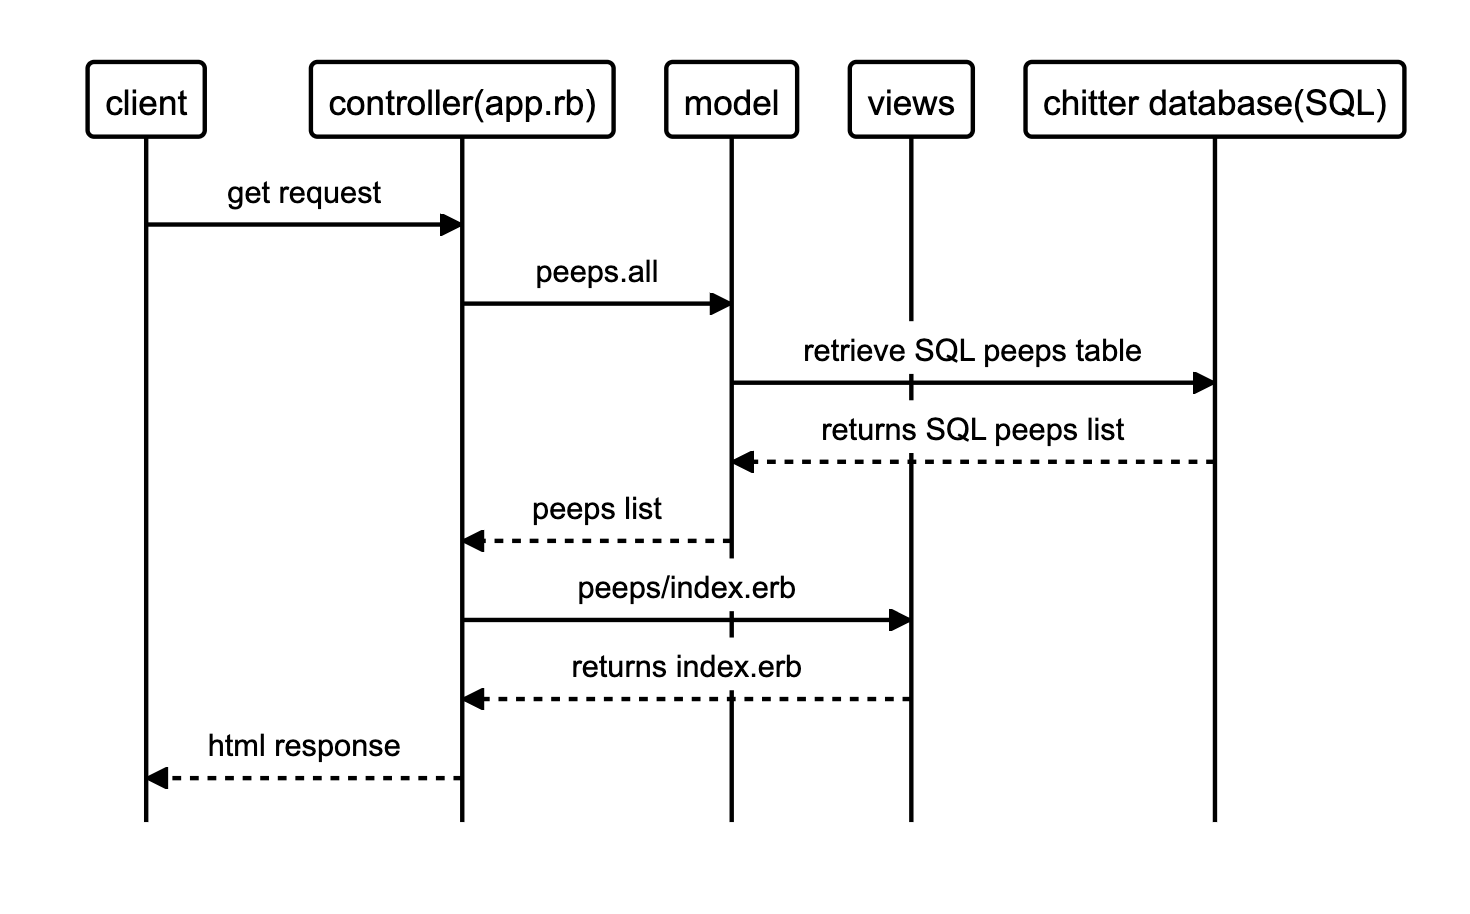 client
controller(app.rb)
model
views
chitter database(SQL)
get request
peeps.all
retrieve SQL peeps table
returns SQL peeps list
peeps list
peeps/index.erb
returns index.erb
html response